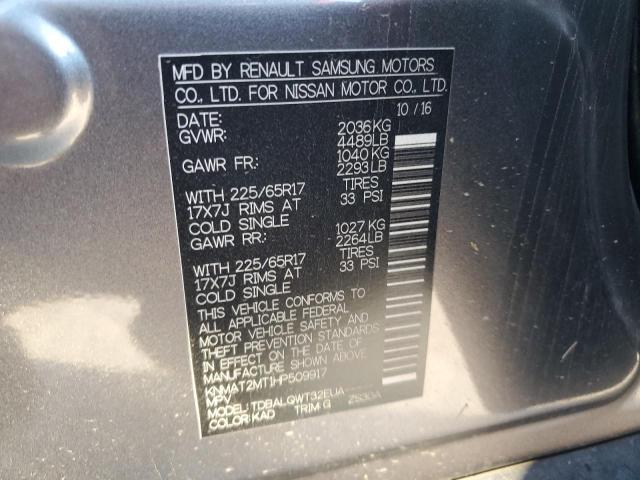 MFD BY RENAULT SAMSUNG MOTORS
CO., LTD. FOR NISSAN MOTOR CO., LTD.
DATE: 10 / 16
GVWR: 2036KG
4489LB
GAWR FR: 1040KG
2293LB
WITH 225/65R17 TIRES
17X7J RIMS AT 33 PSI
COLD SINGLE
GAWR RR: 1027KG
2264LB
WITH 225/65R17 TIRES
17X7J RIMS AT 33 PSI
COLD SINGLE
THIS VEHICLE CONFORMS TO
ALL APPLICABLE FEDERAL
MOTOR VEHICLE SAFETY AND
THEFT PREVENTION STANDARDS
IN EFFECT ON THE DATE OF
MANUFACTURE SHOWN ABOVE
KNMAT2MT1HP509917
MPV
MODEL: TDBALGWT32EUA
COLOR: KAD TRIM G